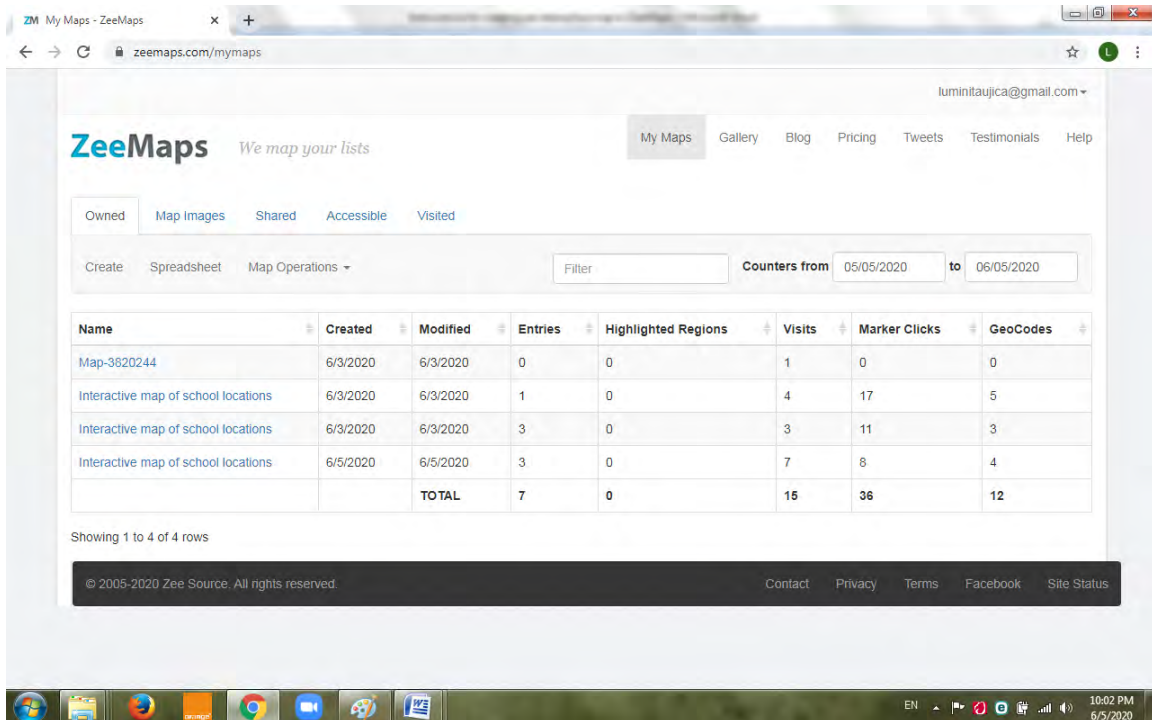 ZM My Maps - ZeeMaps
zeemaps.com/mymaps
L
luminitaujica@gmail.com
ZeeMaps We map your lists My Maps Gallery Blog Pricing Tweets Testimonials Help
Owned Map Images Shared Accessible Visited
Create Spreadsheet Map Operations Filter Counters from 05/05/2020 to 06/05/2020
Name Created Modified Entries Highlighted Regions Visits Marker Clicks GeoCodes
Map-3820244 6/3/2020 6/3/2020 0 0 1 0 0
Interactive map of school locations 6/3/2020 6/3/2020 1 0 4 17 5
Interactive map of school locations 6/3/2020 6/3/2020 3 0 3 11 3
Interactive map of school locations 6/5/2020 6/5/2020 3 0 7 8 4
TOTAL 7 0 15 36 12
Showing 1 to 4 of 4 rows
© 2005-2020 Zee Source. All rights reserved. Contact Privacy Terms Facebook Site Status
orange EN 10:02 PM
6/5/2020